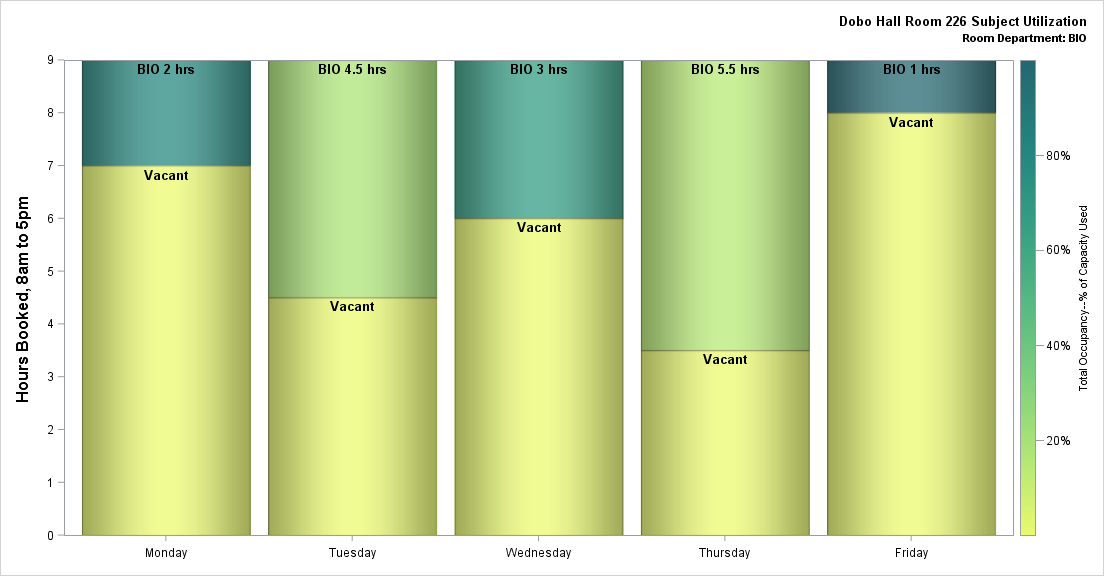 Dobo Hall Room 226 Subject Utilization
Room Department: BIO
Hours Booked, 8am to 5pm
9
8
7
6
5
4
3
2
1
0
BIO 2 hrs
Vacant
BIO 4.5 hrs
Vacant
BIO 3 hrs
Vacant
BIO 5.5 hrs
Vacant
BIO 1 hrs
Vacant
Monday
Tuesday
Wednesday
Thursday
Friday
80%
60%
40%
20%
Total Occupancy--% of Capacity Used